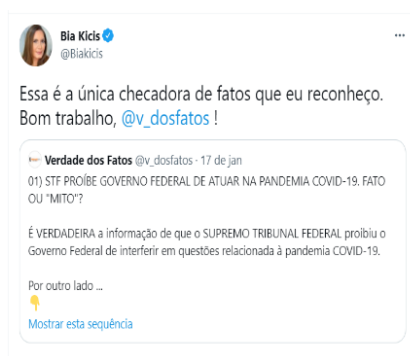 Bia Kicis
@Biakicis
...
Essa é a única checadora de fatos que eu reconheço.
Bom trabalho, @v_dosfatos !
Verdade dos Fatos @v_dosfatos · 17 de jan
01) STF PROÍBE GOVERNO FEDERAL DE ATUAR NA PANDEMIA COVID-19. FATO
OU "MITO"?
É VERDADEIRA a informação de que o SUPREMO TRIBUNAL FEDERAL proibiu o
Governo Federal de interferir em questões relacionada à pandemia COVID-19.
Por outro lado ...
👇
Mostrar esta sequência